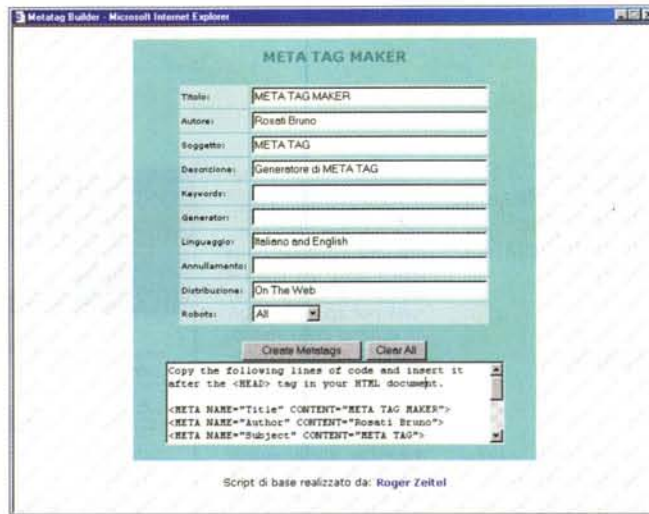 Metatag Builder - Microsoft Internet Explorer
META TAG MAKER
Titolo: META TAG MAKER
Autore: Rosati Bruno
Soggetto: META TAG
Descrizione: Generatore di META TAG
Keywords:
Generator:
Linguaggio: Italiano and English
Annullamento:
Distribuzione: On The Web
Robots: All
Create Metatags Clear All
Copy the following lines of code and insert it
after the <HEAD> tag in your HTML document.
<META NAME="Title" CONTENT="META TAG MAKER">
<META NAME="Author" CONTENT="Rosati Bruno">
<META NAME="Subject" CONTENT="META TAG">
Script di base realizzato da: Roger Zeitel